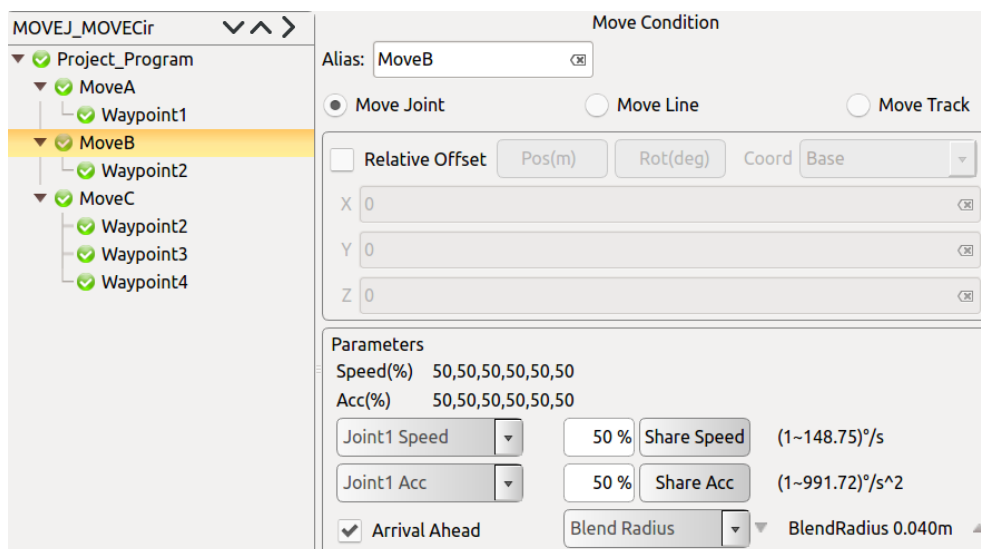 MOVEJ_MOVECir
Project_Program
MoveA
Waypoint1
MoveB
Waypoint2
MoveC
Waypoint2
Waypoint3
Waypoint4
Move Condition
Alias: MoveB
Move Joint Move Line Move Track
Relative Offset Pos(m) Rot(deg) Coord Base
X 0
Y 0
Z 0
Parameters
Speed(%) 50,50,50,50,50,50
Acc(%) 50,50,50,50,50,50
Joint1 Speed 50 % Share Speed (1~148.75)°/s
Joint1 Acc 50 % Share Acc (1~991.72)°/s^2
Arrival Ahead Blend Radius BlendRadius 0.040m